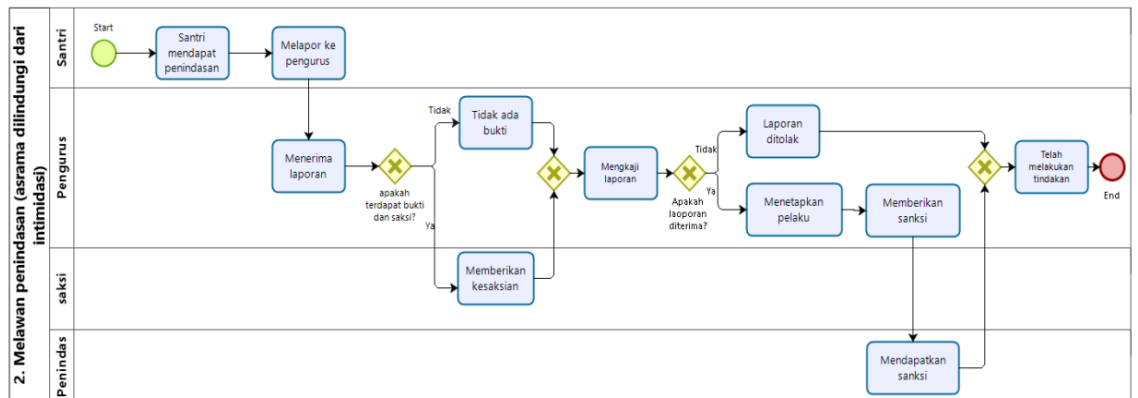 2. Melawan penindasan (asrama dilindungi dari
intimidasi)
Santri
Start
Santri
mendapat
penindasan
Melapor ke
pengurus
Pengurus
Menerima
laporan
apakah
terdapat bukti
dan saksi?
Tidak
Tidak ada
bukti
Ya
Mengkaji
laporan
Apakah
laoporan
diterima?
Tidak
Laporan
ditolak
Ya
Menetapkan
pelaku
Memberikan
sanksi
Telah
melakukan
tindakan
End
saksi
Memberikan
kesaksian
Penindas
Mendapatkan
sanksi